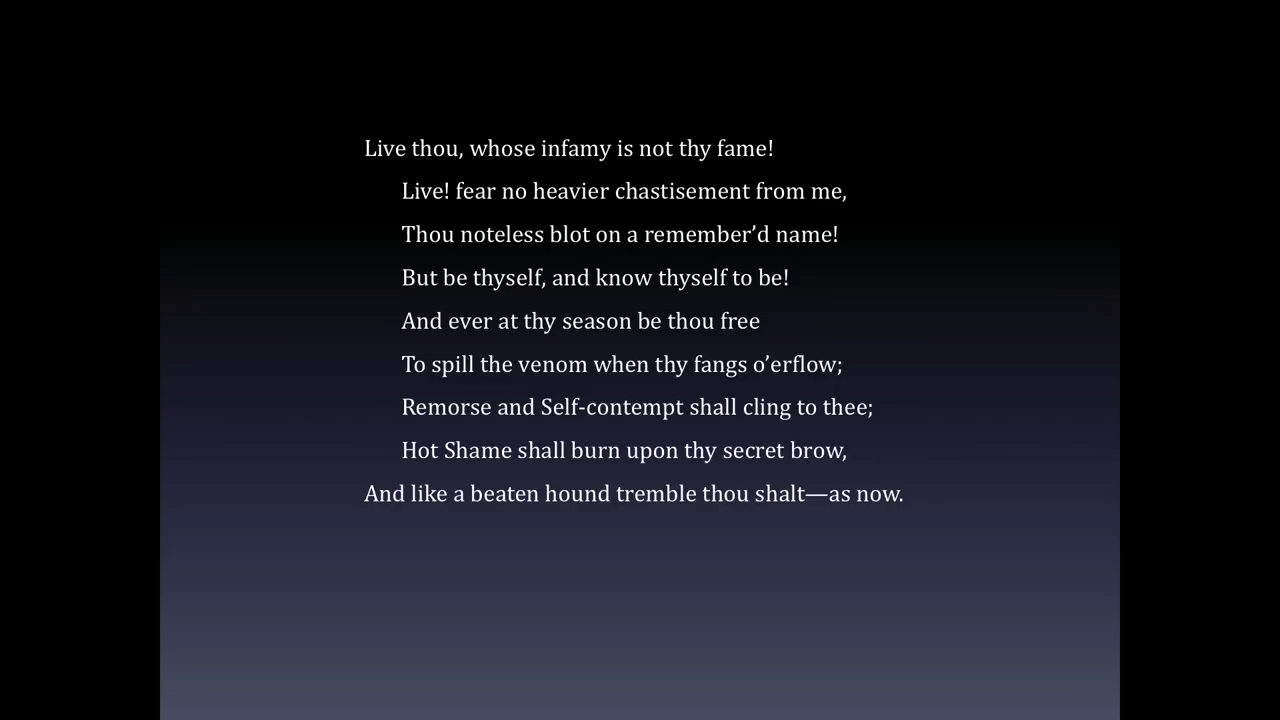 Live thou, whose infamy is not thy fame!
Live! fear no heavier chastisement from me,
Thou noteless blot on a remember’d name!
But be thyself, and know thyself to be!
And ever at thy season be thou free
To spill the venom when thy fangs o’erflow;
Remorse and Self-contempt shall cling to thee;
Hot Shame shall burn upon thy secret brow,
And like a beaten hound tremble thou shalt—as now.